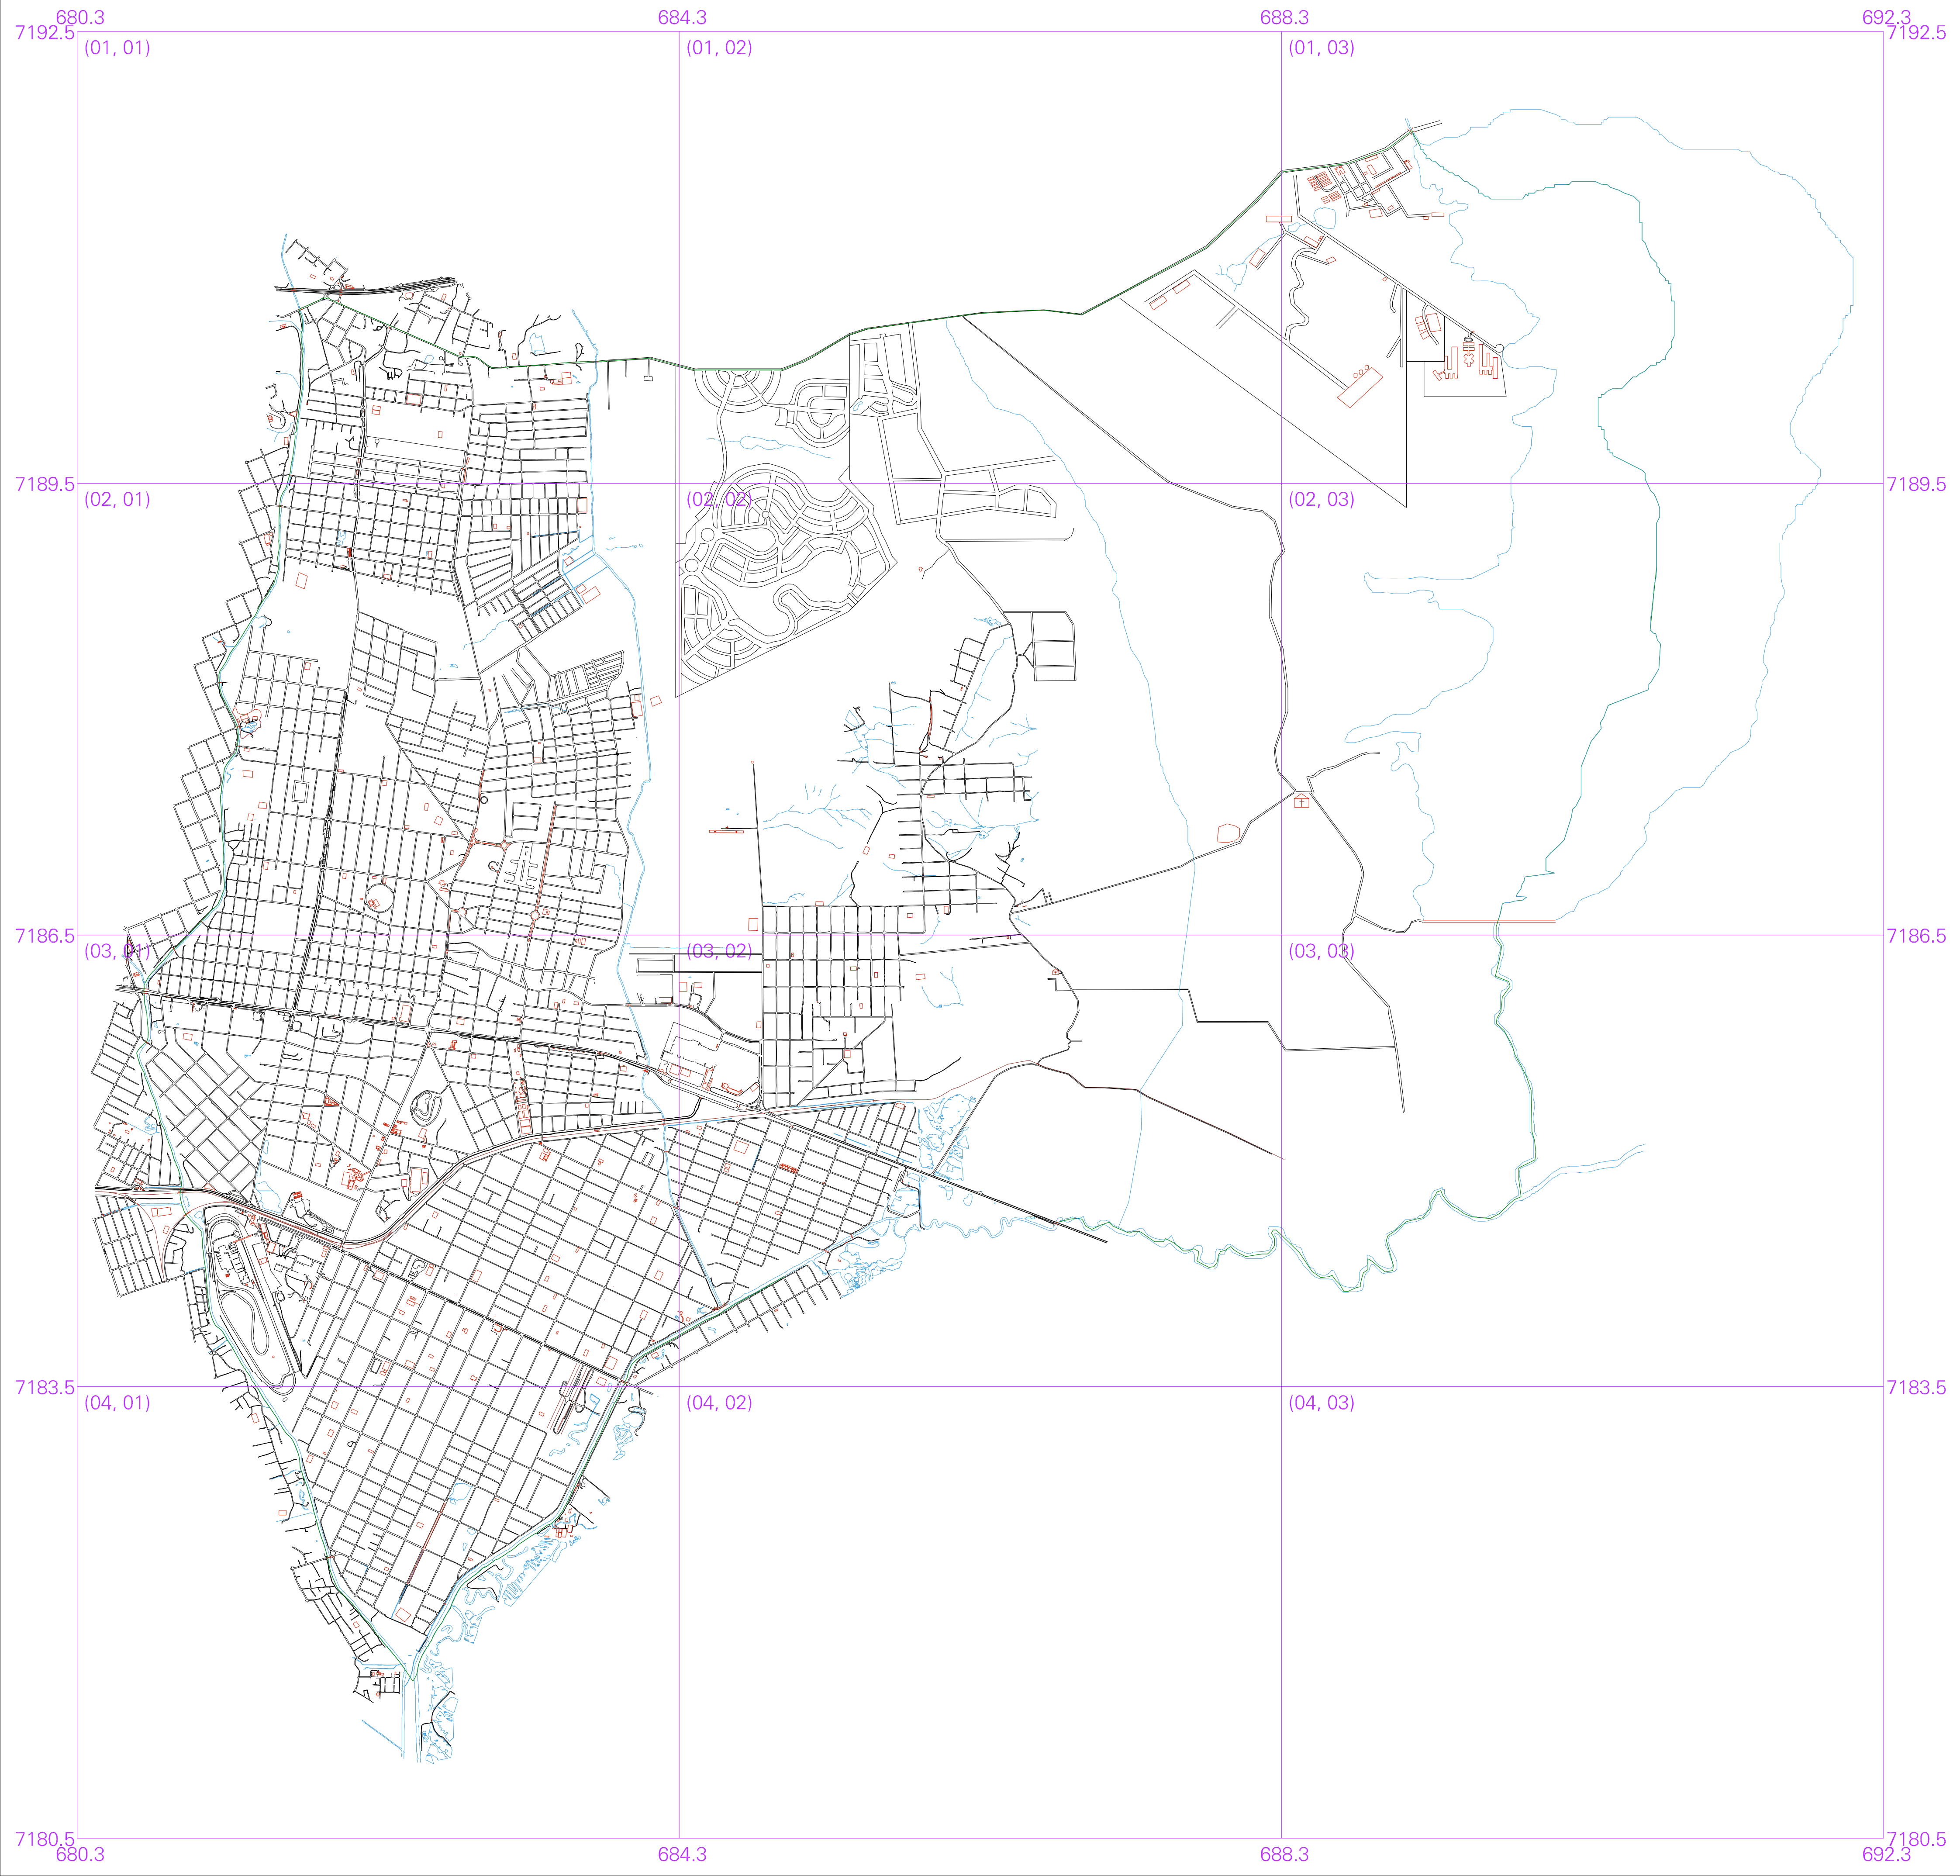 680.3 684.3 688.3 692.3
7192.5 7192.5
(01, 01) (01, 02) (01, 03)
7189.5 7189.5
(02, 01) (02, 02) (02, 03)
7186.5 7186.5
(03, 01) (03, 02) (03, 03)
7183.5 7183.5
(04, 01) (04, 02) (04, 03)
7180.5 7180.5
680.3 684.3 688.3 692.3